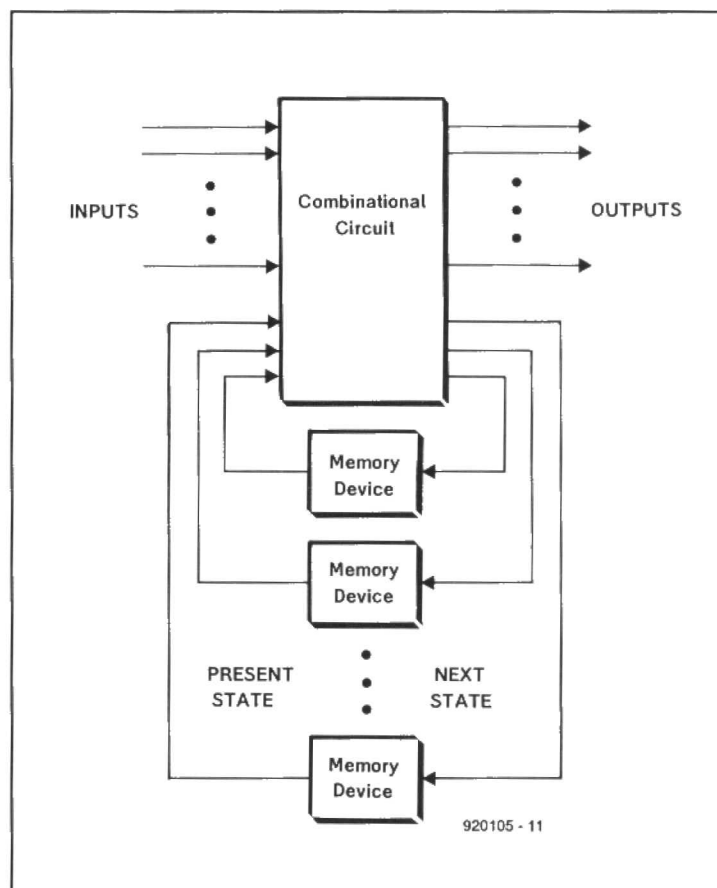 Combinational
Circuit
INPUTS
OUTPUTS
Memory
Device
Memory
Device
PRESENT
STATE
NEXT
STATE
Memory
Device
920105 - 11